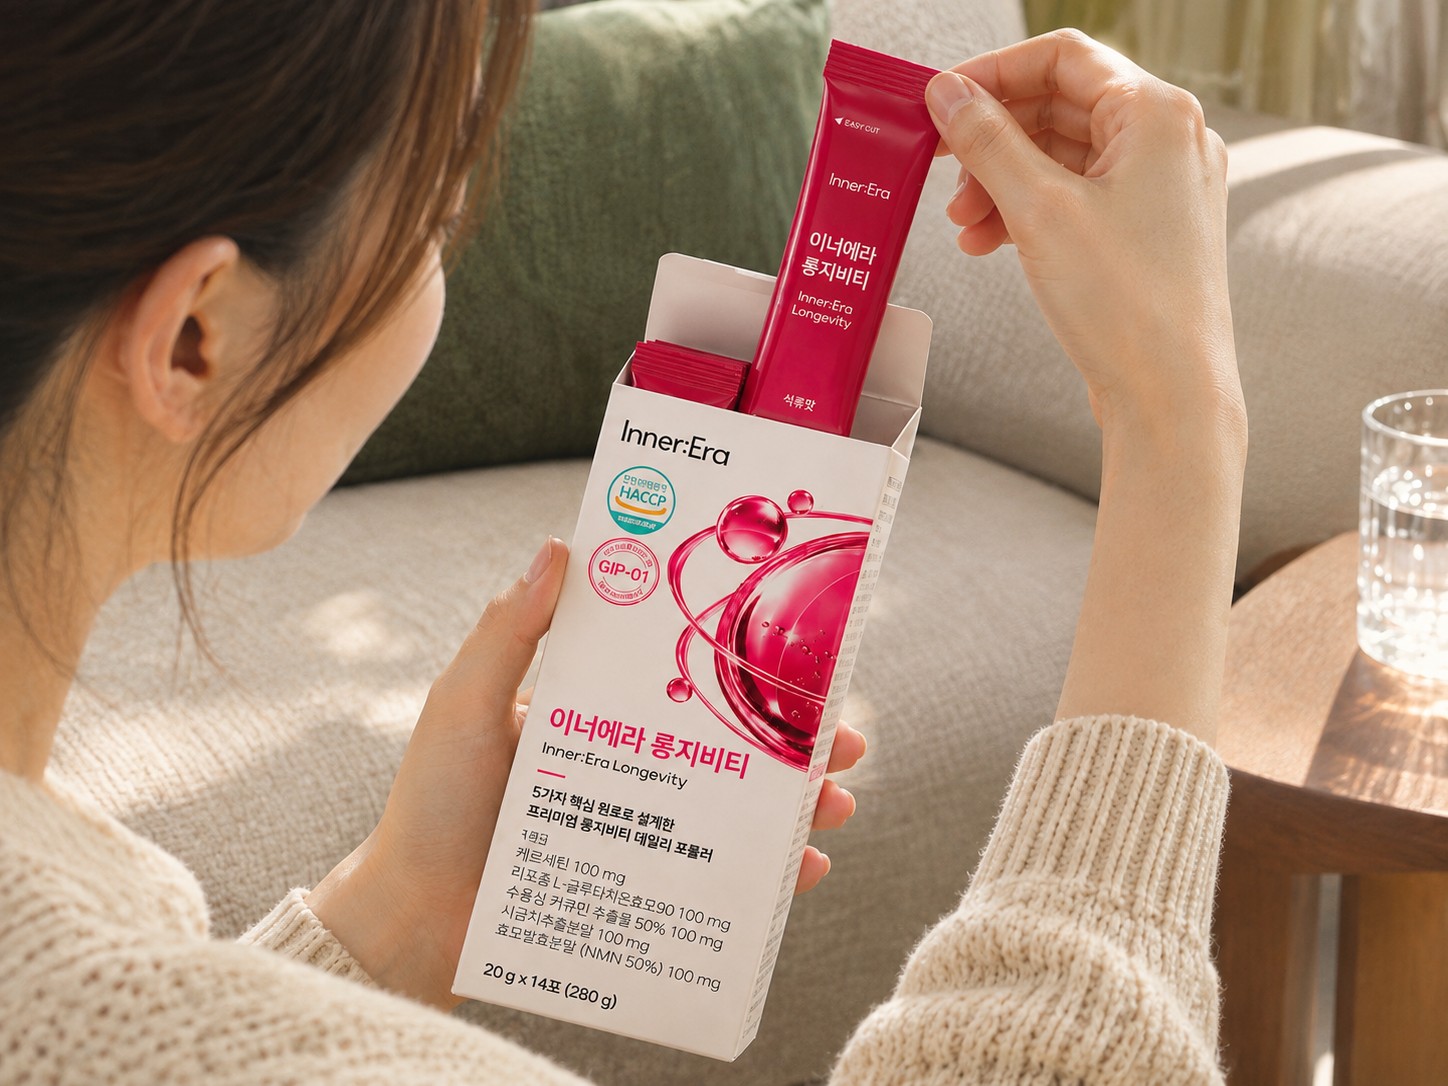 EASY CUT
Inner:Era
이너에라
롱지비티
Inner:Era
Longevity
석류맛
Inner:Era
HACCP
GIP-01
이너에라 롱지비티
Inner:Era Longevity
5가지 핵심 원료로 설계한
프리미엄 롱지비티 데일리 포뮬러
케르세틴 100 mg
리포좀 L-글루타치온효모90 100 mg
수용성 커큐민 추출물 50% 100 mg
시금치추출분말 100 mg
효모발효분말 (NMN 50%) 100 mg
20 g x 14포 (280 g)